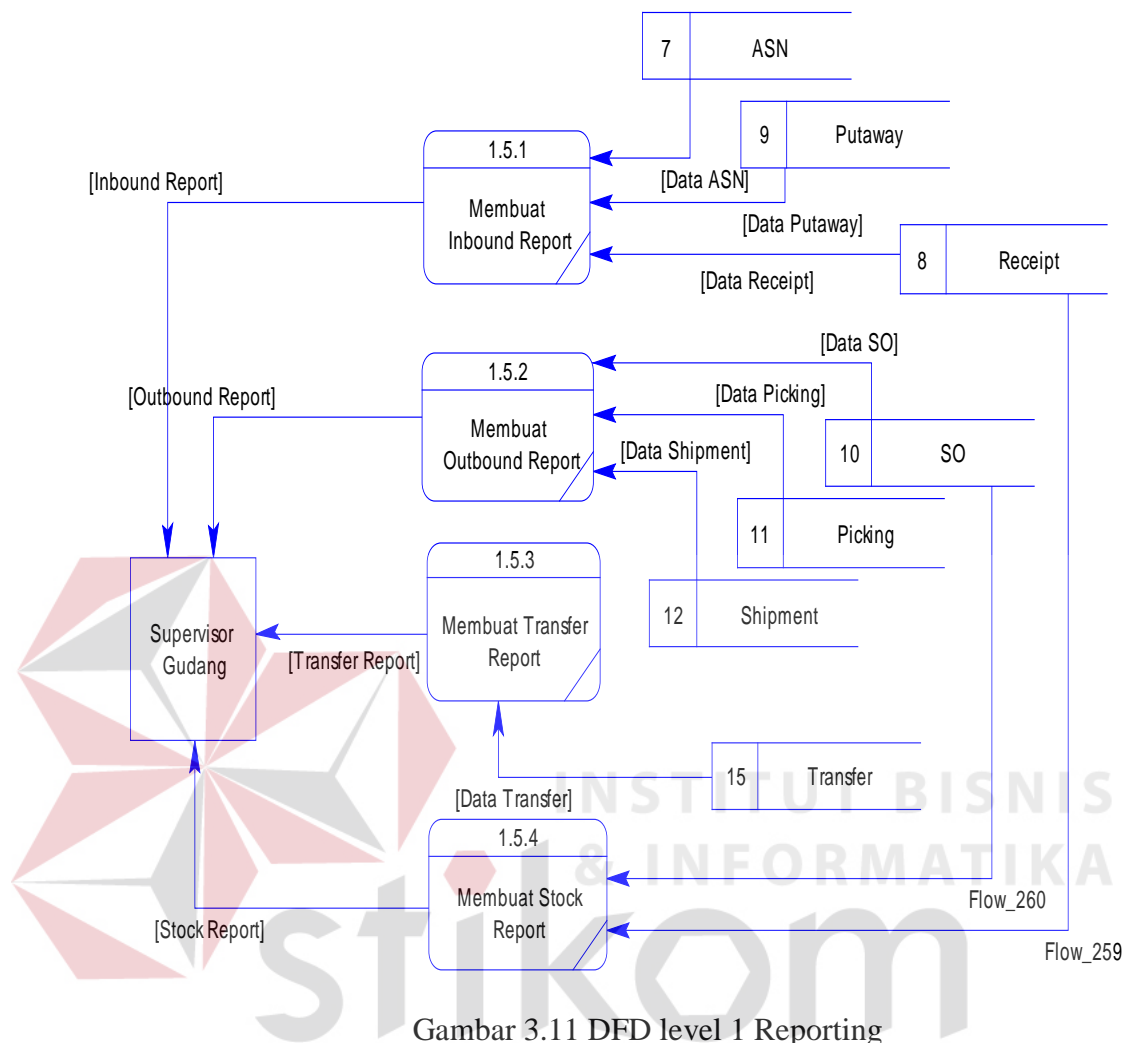 7 ASN
9 Putaway
1.5.1
[Inbound Report]
[Data ASN]
Membuat
Inbound Report
[Data Putaway]
8 Receipt
[Data Receipt]
[Data SO]
1.5.2
[Outbound Report]
[Data Picking]
Membuat
Outbound Report
[Data Shipment]
10 SO
11 Picking
1.5.3
12 Shipment
Supervisor
Gudang
Membuat Transfer
Report
[Transfer Report]
15 Transfer
[Data Transfer]
INSTITUT BISNIS
& INFORMATIKA
1.5.4
Membuat Stock
Report
Flow_260
[Stock Report]
Flow_259
stikom
Gambar 3.11 DFD level 1 Reporting